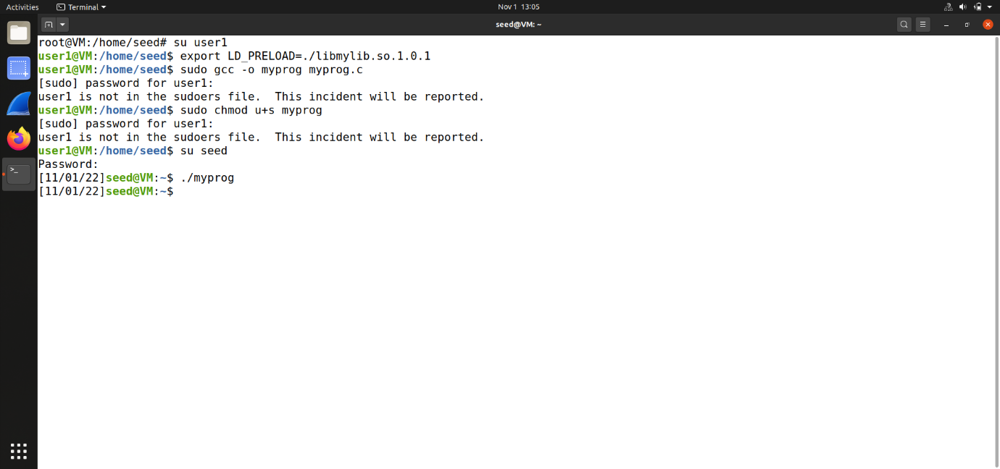 Activities Terminal Nov 1 13:05
seed@VM: ~
root@VM:/home/seed# su user1
user1@VM:/home/seed$ export LD_PRELOAD=./libmylib.so.1.0.1
user1@VM:/home/seed$ sudo gcc -o myprog myprog.c
[sudo] password for user1:
user1 is not in the sudoers file.  This incident will be reported.
user1@VM:/home/seed$ sudo chmod u+s myprog
[sudo] password for user1:
user1 is not in the sudoers file.  This incident will be reported.
user1@VM:/home/seed$ su seed
Password:
[11/01/22]seed@VM:~$ ./myprog
[11/01/22]seed@VM:~$